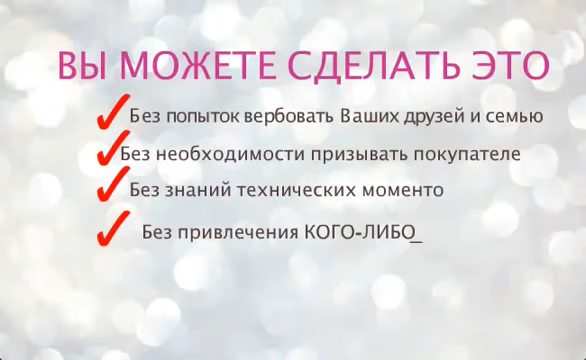 ВЫ МОЖЕТЕ СДЕЛАТЬ ЭТО
Без попыток вербовать Ваших друзей и семью
Без необходимости призывать покупателе
Без знаний технических моменто
Без привлечения КОГО-ЛИБО_